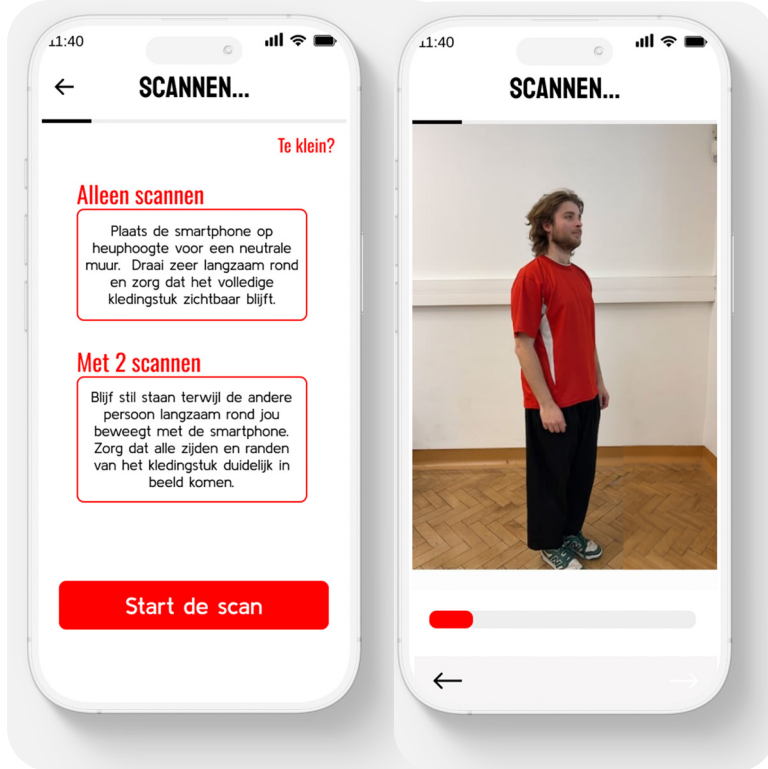 11:40
SCANNEN...
Te klein?
Alleen scannen
Plaats de smartphone op
heuphoogte voor een neutrale
muur. Draai zeer langzaam rond
en zorg dat het volledige
kledingstuk zichtbaar blijft.
Met 2 scannen
Blijf stil staan terwijl de andere
persoon langzaam rond jou
beweegt met de smartphone.
Zorg dat alle zijden en randen
van het kledingstuk duidelijk in
beeld komen.
Start de scan
11:40
SCANNEN...